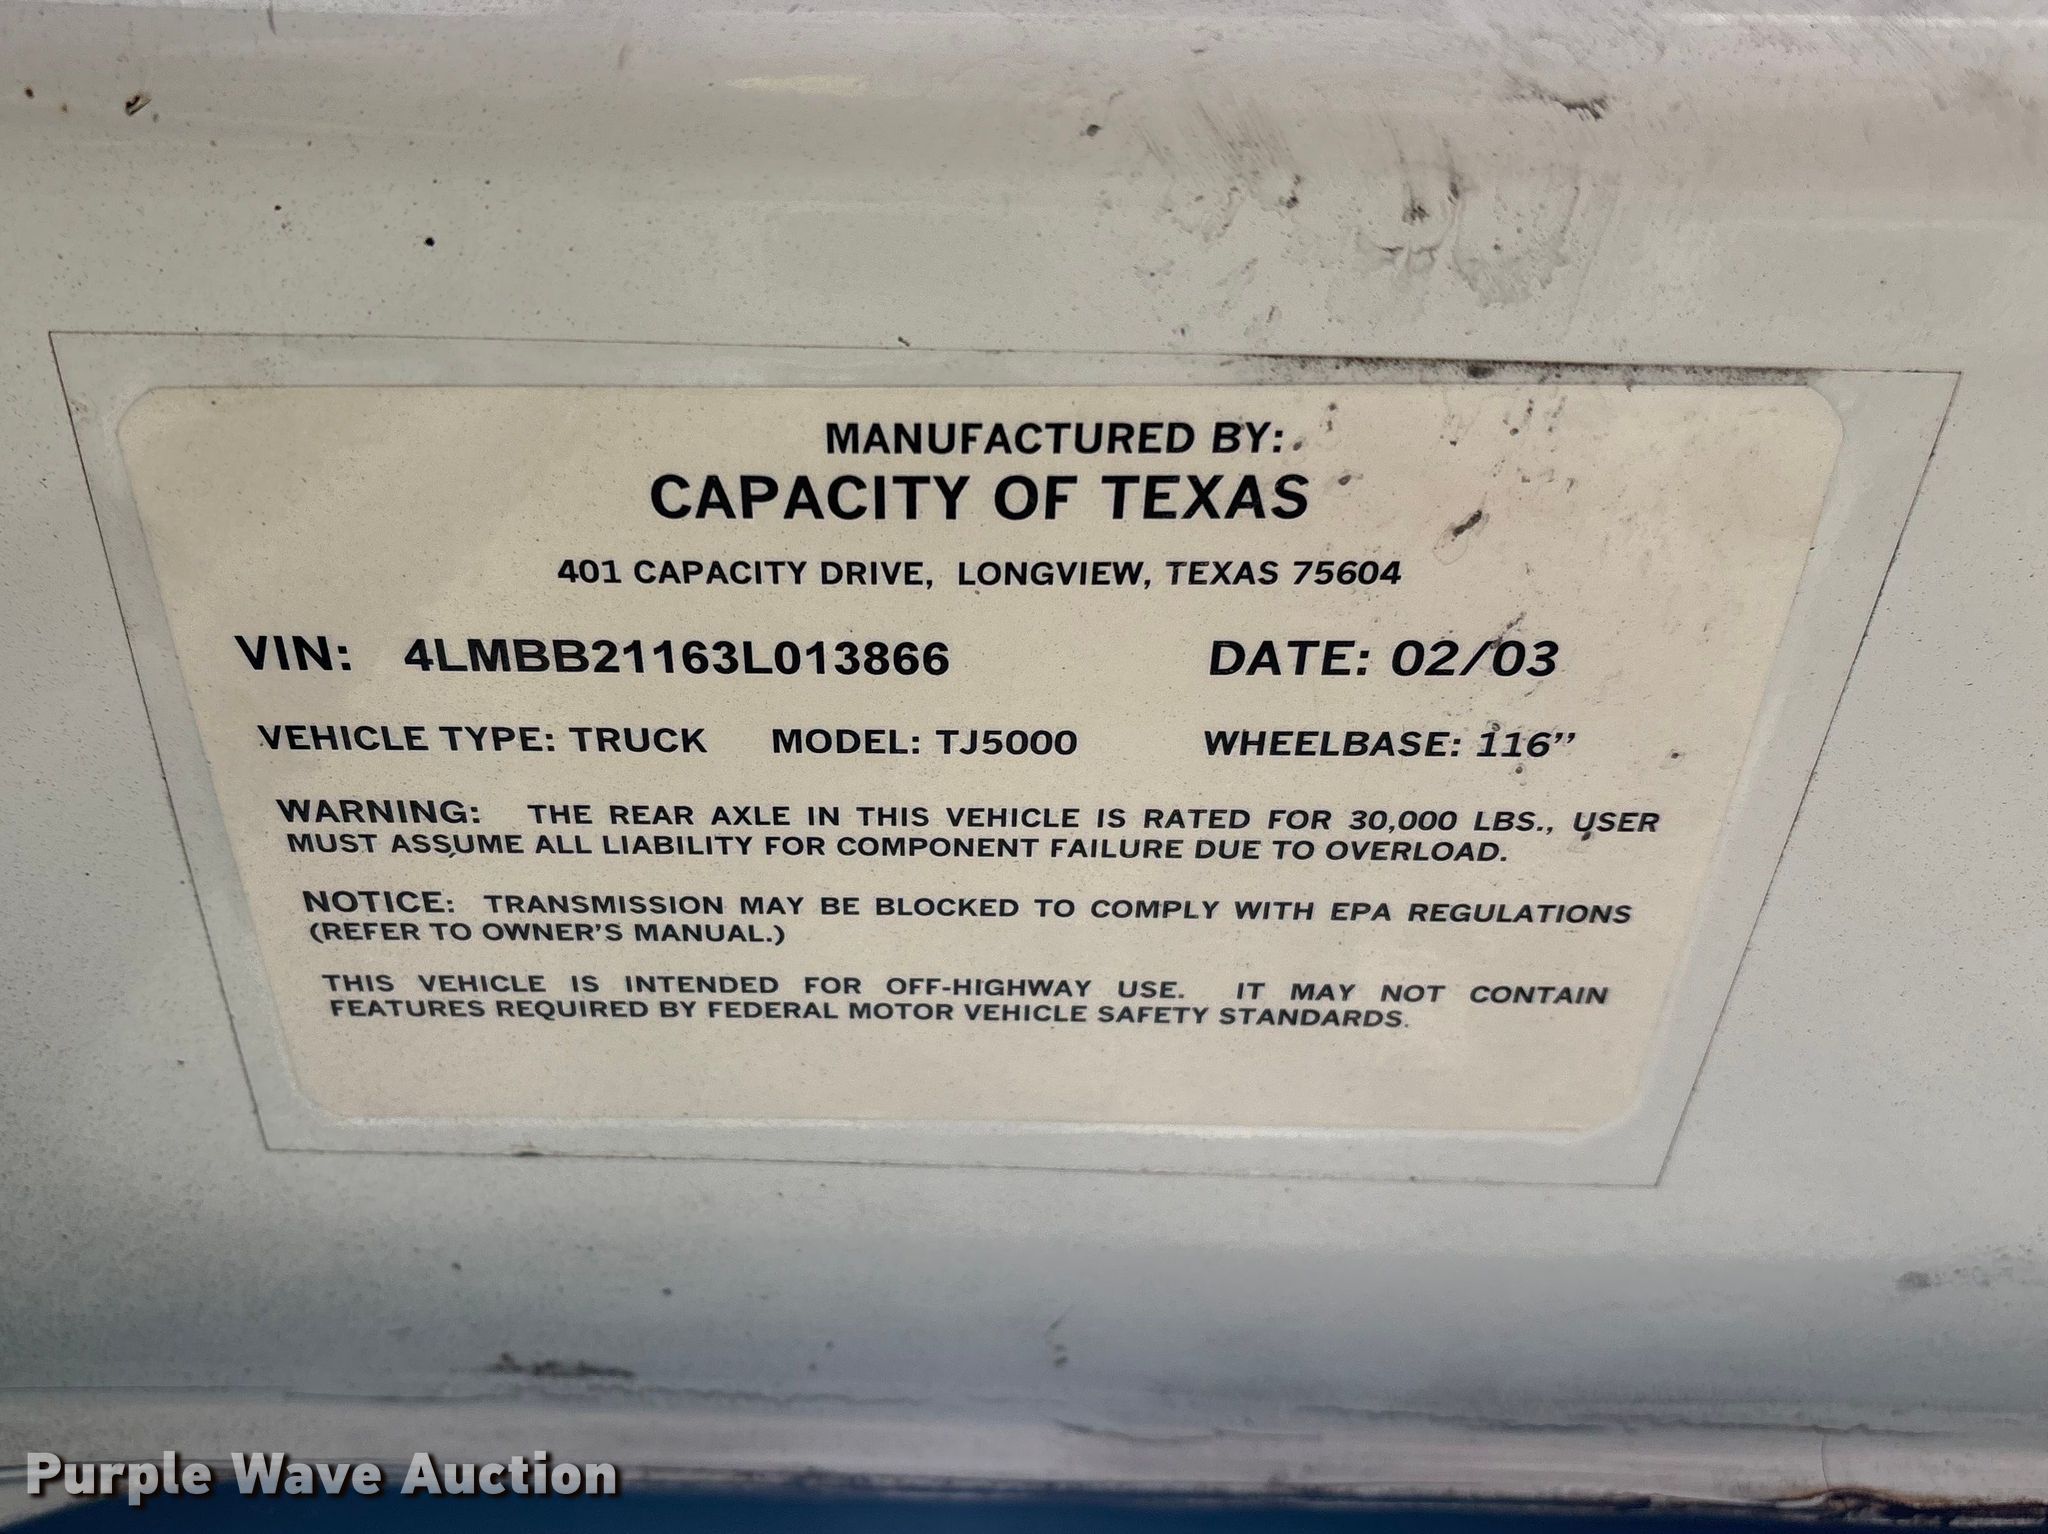 MANUFACTURED BY:
CAPACITY OF TEXAS
401 CAPACITY DRIVE, LONGVIEW, TEXAS 75604
VIN: 4LMBB21163L013866 DATE: 02/03
VEHICLE TYPE: TRUCK MODEL: TJ5000 WHEELBASE: 116”
WARNING: THE REAR AXLE IN THIS VEHICLE IS RATED FOR 30,000 LBS., USER
MUST ASSUME ALL LIABILITY FOR COMPONENT FAILURE DUE TO OVERLOAD.
NOTICE: TRANSMISSION MAY BE BLOCKED TO COMPLY WITH EPA REGULATIONS
(REFER TO OWNER'S MANUAL.)
THIS VEHICLE IS INTENDED FOR OFF-HIGHWAY USE. IT MAY NOT CONTAIN
FEATURES REQUIRED BY FEDERAL MOTOR VEHICLE SAFETY STANDARDS.
Purple Wave Auction